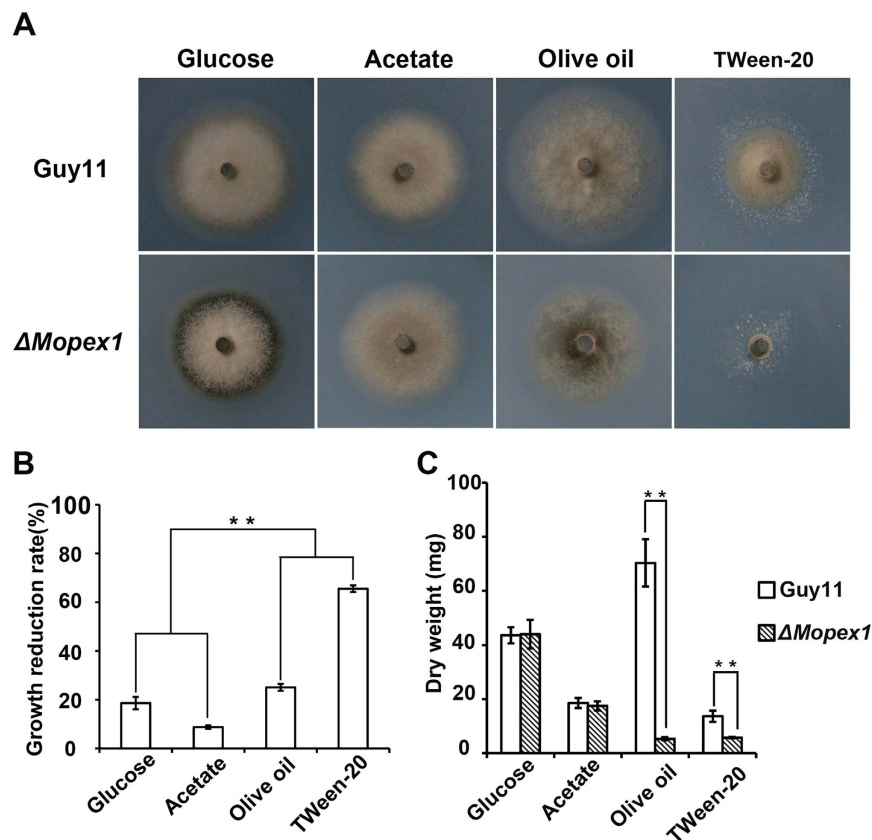 A
Glucose Acetate Olive oil TWeen-20
Guy11
ΔMopex1
B
Growth reduction rate(%)
100
80
60
40
20
0
* *
Glucose Acetate Olive oil TWeen-20
C
Dry weight (mg)
100
80
60
40
20
0
* *
* *
Guy11
ΔMopex1
Glucose Acetate Olive oil TWeen-20